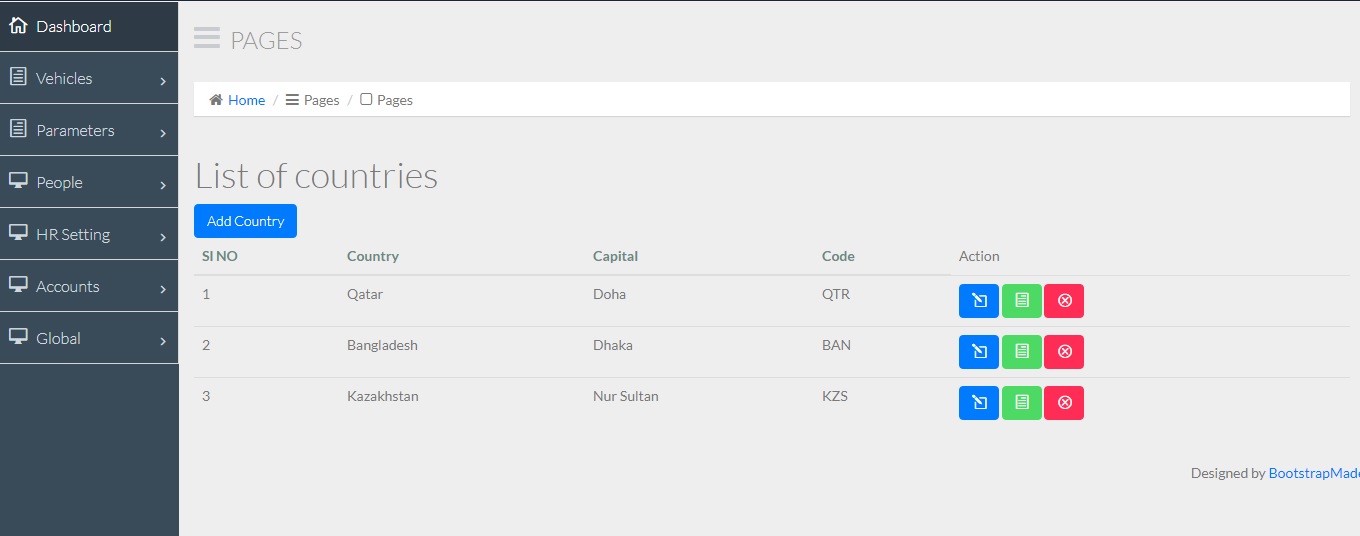 Dashboard
Vehicles
Parameters
People
HR Setting
Accounts
Global
PAGES
Home / Pages / Pages
List of countries
Add Country
SI NO Country Capital Code Action
1 Qatar Doha QTR
2 Bangladesh Dhaka BAN
3 Kazakhstan Nur Sultan KZS
Designed by BootstrapMade